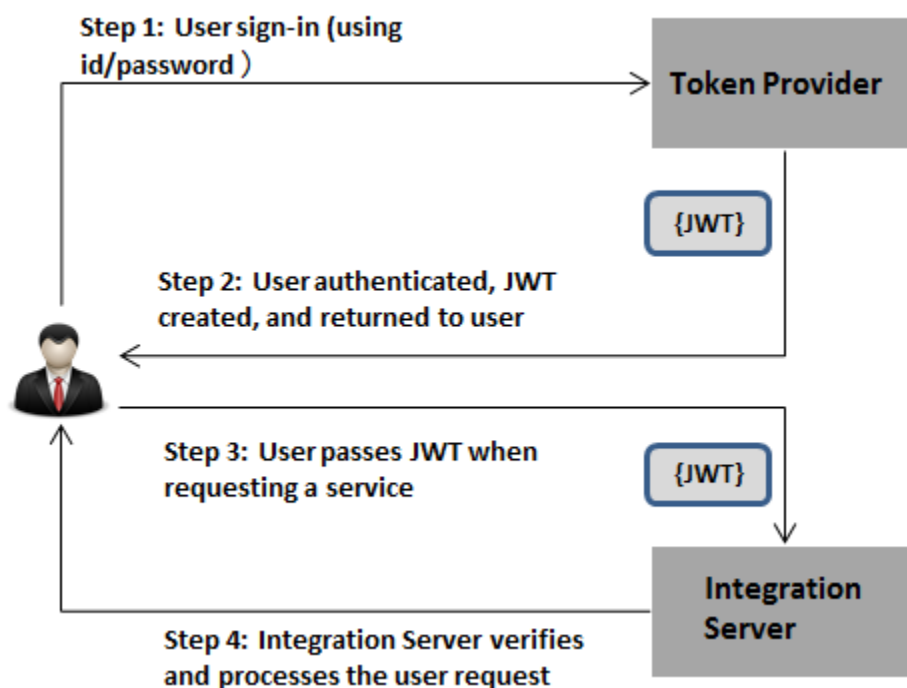 Step 1: User sign-in (using
id/password )
Token Provider
{JWT}
Step 2: User authenticated, JWT
created, and returned to user
Step 3: User passes JWT when
requesting a service
{JWT}
Integration
Server
Step 4: Integration Server verifies
and processes the user request